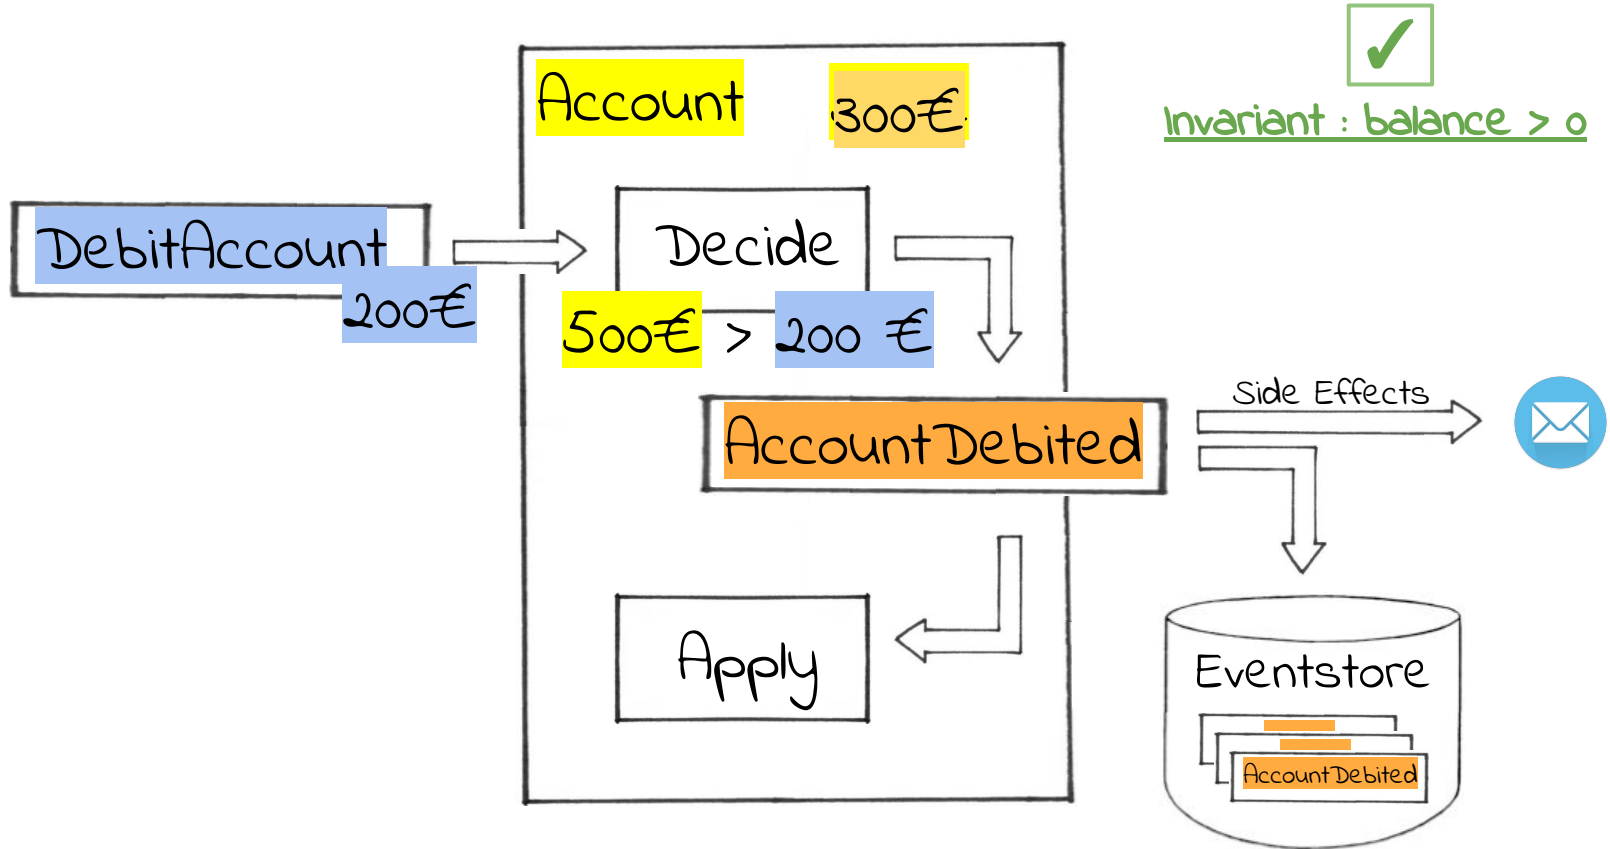 Invariant : balance > 0
Account
300€
DebitAccount
200€
Decide
500€ > 200 €
Side Effects
AccountDebited
Apply
Eventstore
AccountDebited